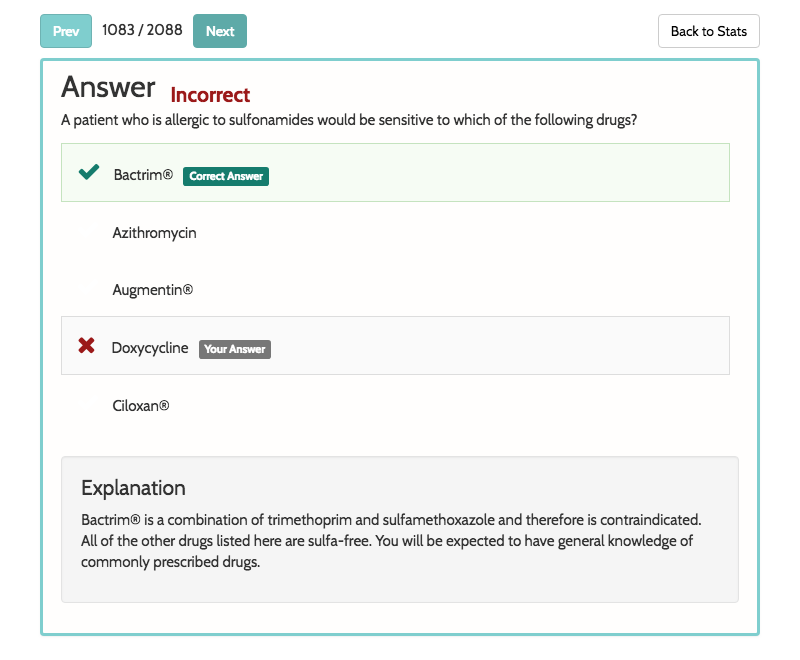 Prev 1083 / 2088 Next Back to Stats
Answer Incorrect
A patient who is allergic to sulfonamides would be sensitive to which of the following drugs?
Bactrim® Correct Answer
Azithromycin
Augmentin®
Doxycycline Your Answer
Ciloxan®
Explanation
Bactrim® is a combination of trimethoprim and sulfamethoxazole and therefore is contraindicated.
All of the other drugs listed here are sulfa-free. You will be expected to have general knowledge of
commonly prescribed drugs.